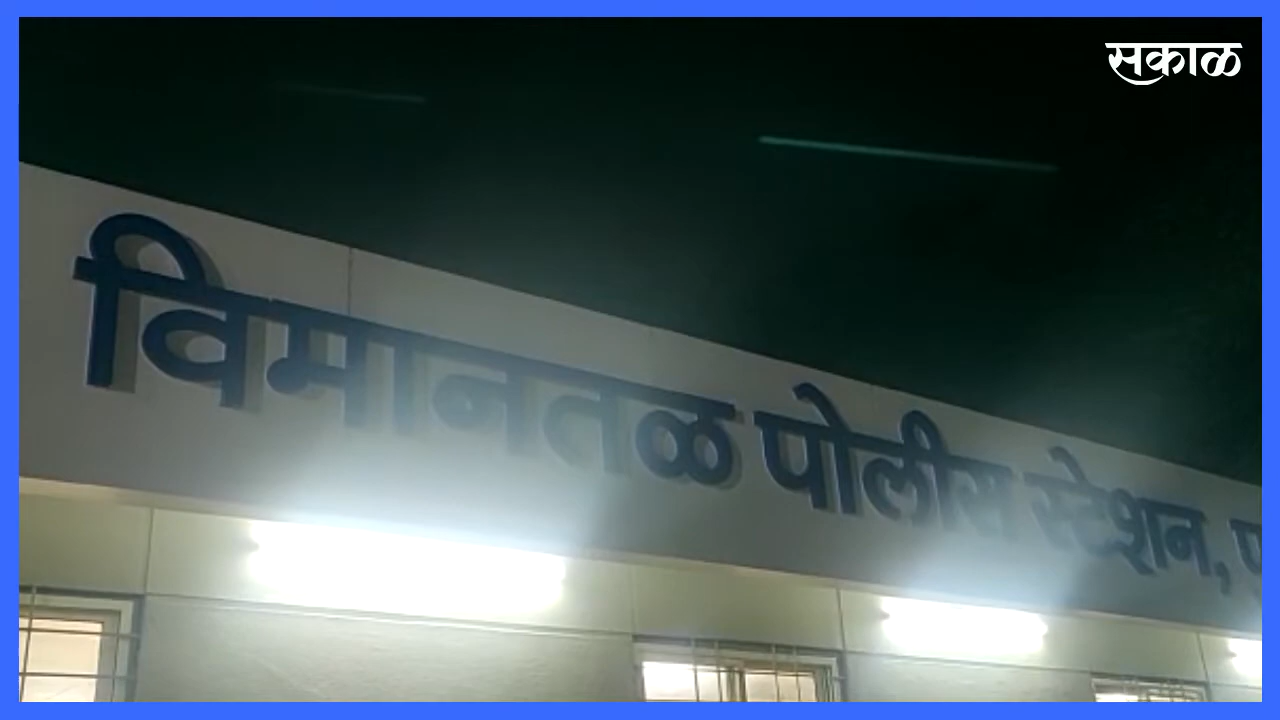 सकाळ
विमानतळ पोलीस स्टेशन,